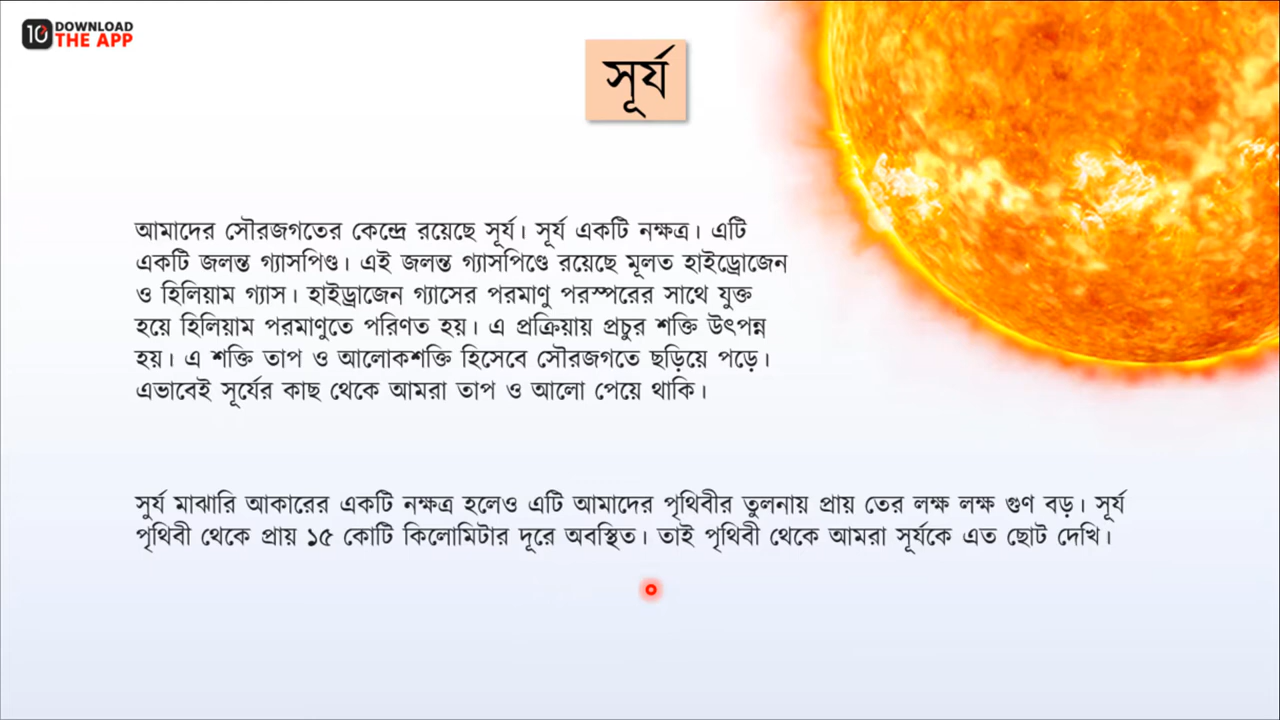 10 DOWNLOAD
THE APP
সূর্য
আমাদের সৌরজগতের কেন্দ্রে রয়েছে সূর্য। সূর্য একটি নক্ষত্র। এটি
একটি জলন্ত গ্যাসপিণ্ড। এই জলন্ত গ্যাসপিণ্ডে রয়েছে মূলত হাইড্রোজেন
ও হিলিয়াম গ্যাস। হাইড্রাজেন গ্যাসের পরমাণু পরস্পরের সাথে যুক্ত
হয়ে হিলিয়াম পরমাণুতে পরিণত হয়। এ প্রক্রিয়ায় প্রচুর শক্তি উৎপন্ন
হয়। এ শক্তি তাপ ও আলোকশক্তি হিসেবে সৌরজগতে ছড়িয়ে পড়ে।
এভাবেই সূর্যের কাছ থেকে আমরা তাপ ও আলো পেয়ে থাকি।
সুর্য মাঝারি আকারের একটি নক্ষত্র হলেও এটি আমাদের পৃথিবীর তুলনায় প্রায় তের লক্ষ লক্ষ গুণ বড়। সূর্য
পৃথিবী থেকে প্রায় ১৫ কোটি কিলোমিটার দূরে অবস্থিত। তাই পৃথিবী থেকে আমরা সূর্যকে এত ছোট দেখি।